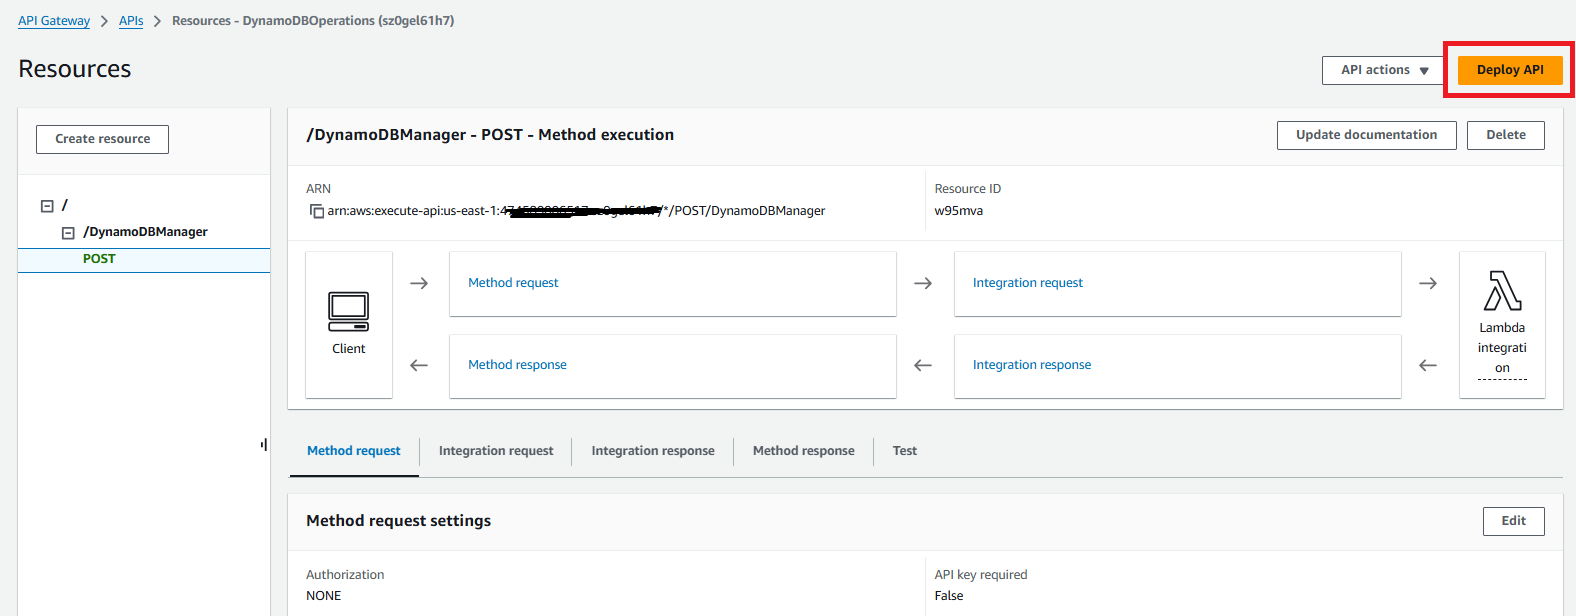 API Gateway > APIs > Resources - DynamoDBOperations (sz0gel61h7)
Resources
API actions
Deploy API
Create resource
/
/DynamoDBManager
POST
/DynamoDBManager - POST - Method execution
Update documentation
Delete
ARN
arn:aws:execute-api:us-east-1: /*/POST/DynamoDBManager
Resource ID
w95mva
Client
Method request
Integration request
Method response
Integration response
Lambda
integrati
on
Method request
Integration request
Integration response
Method response
Test
Method request settings
Edit
Authorization
NONE
API key required
False